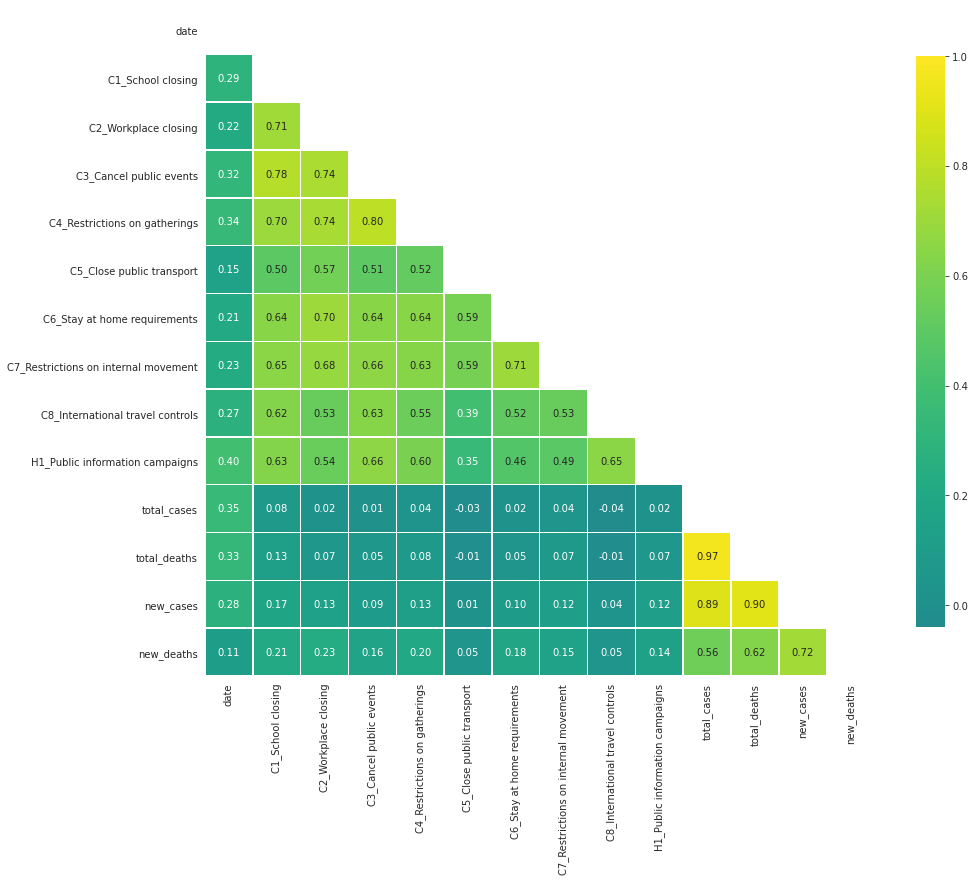 date
1.0
C1_School closing 0.29
C2_Workplace closing 0.22 0.71
C3_Cancel public events 0.32 0.78 0.74
0.8
C4_Restrictions on gatherings 0.34 0.70 0.74 0.80
C5_Close public transport 0.15 0.50 0.57 0.51 0.52
0.6
C6_Stay at home requirements 0.21 0.64 0.70 0.64 0.64 0.59
C7_Restrictions on internal movement 0.23 0.65 0.68 0.66 0.63 0.59 0.71
0.4
C8_International travel controls 0.27 0.62 0.53 0.63 0.55 0.39 0.52 0.53
H1_Public information campaigns 0.40 0.63 0.54 0.66 0.60 0.35 0.46 0.49 0.65
0.2
total_cases 0.35 0.08 0.02 0.01 0.04 -0.03 0.02 0.04 -0.04 0.02
total_deaths 0.33 0.13 0.07 0.05 0.08 -0.01 0.05 0.07 -0.01 0.07 0.97
new_cases 0.28 0.17 0.13 0.09 0.13 0.01 0.10 0.12 0.04 0.12 0.89 0.90
0.0
new_deaths 0.11 0.21 0.23 0.16 0.20 0.05 0.18 0.15 0.05 0.14 0.56 0.62 0.72
date
C1_School closing
C2_Workplace closing
C3_Cancel public events
C4_Restrictions on gatherings
C5_Close public transport
C6_Stay at home requirements
C7_Restrictions on internal movement
C8_International travel controls
H1_Public information campaigns
total_cases
total_deaths
new_cases
new_deaths